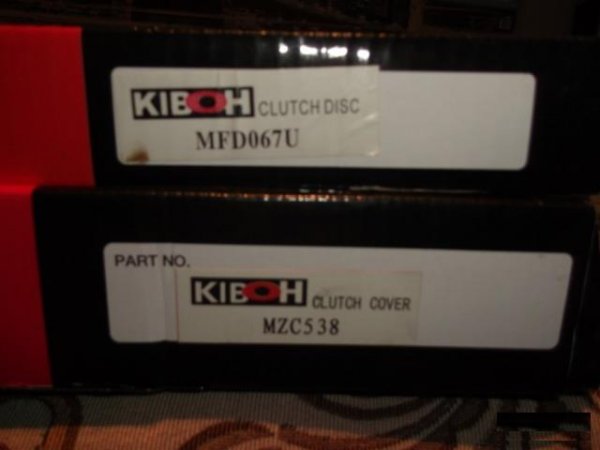 KIBOH CLUTCH DISC
MFD067U
PART NO.
KIBOH CLUTCH COVER
MZC538